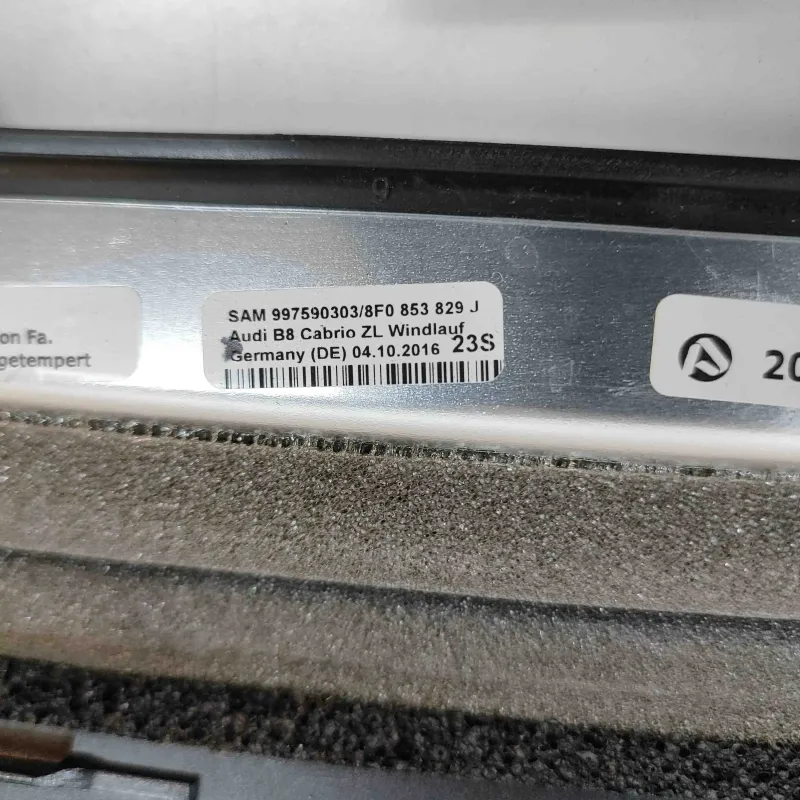 on Fa.
getempert
SAM 997590303/8F0 853 829 J
Audi B8 Cabrio ZL Windlauf
Germany (DE) 04.10.2016 23S
20